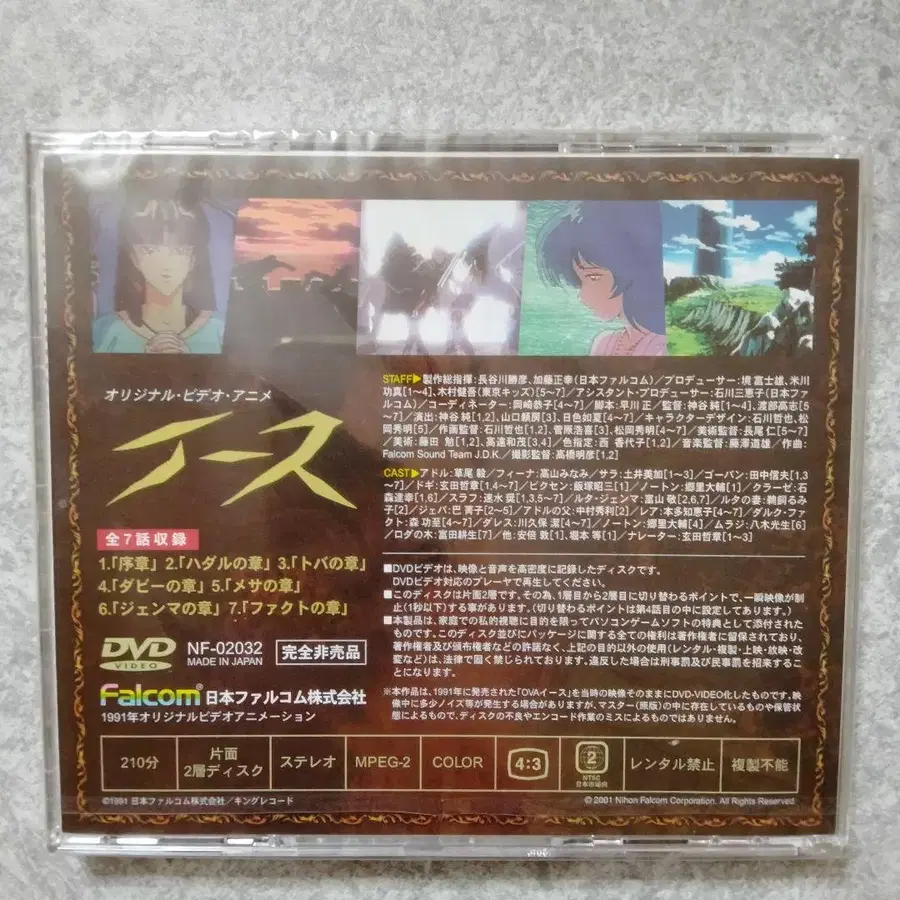 オリジナル・ビデオ・アニメ
イース
全7話収録
1.「序章」 2.「ハダルの章」 3.「トバの章」
4.「ダビーの章」 5.「メサの章」
6.「ジェンマの章」 7.「ファクトの章」
DVD
VIDEO
NF-02032
MADE IN JAPAN
完全非売品
Falcom 日本ファルコム株式会社
1991年オリジナルビデオアニメーション
STAFF▶製作総指揮:長谷川勝彦、加藤正幸(日本ファルコム)/プロデューサー:境 富士雄、米川
功真[1~4]、木村健吾(東京キッズ)[5~7]/アシスタント・プロデューサー:石川三恵子(日本ファ
ルコム)/コーディネーター:岡崎恭子[4~7]/脚本:早川 正/監督:神谷 純[1~4]、渡部高志[5
~7]/演出:神谷 純[1,2]、山口頼房[3]、日色如夏[4~7]/キャラクターデザイン:石川哲也、松
岡秀明[5]/作画監督:石川哲也[1,2]、菅原浩喜[3]、松岡秀明[4~7]/美術監督:長尾 仁[5~7]
/美術:藤田 勉[1,2]、高遠和茂[3,4]/色指定:西 香代子[1,2]/音楽監督:藤澤道雄/作曲:
Falcom Sound Team J.D.K./撮影監督:高橋明彦[1,2]
CAST▶アドル:草尾 毅/フィーナ:高山みなみ/サラ:土井美加[1~3]/ゴーバン:田中信夫[1,3
~7]/ドギ:玄田哲章[1,4~7]/ピクセン:飯塚昭三[1]/ノートン:郷里大輔[1]/クラーゼ:石
森達幸[1,6]/スラフ:速水 奨[1,3,5~7]/ルタ・ジェンマ:富山 敬[2,6,7]/ルタの妻:鵜飼るみ
子[2]/ジェバ:巴 菁子[2~5]/アドルの父:中村秀利[2]/レア:本多知恵子[4~7]/ダルク・ファ
クト:森 功至[4~7]/ダレス:川久保 潔[4~7]/ノートン:郷里大輔[4]/ムラジ:八木光生[6]
/ロダの木:富田耕生[7]/他:安倍 敦[1]、堀本 等[1]/ナレーター:玄田哲章[1~3]
■DVDビデオは、映像と音声を高密度に記録したディスクです。
DVDビデオ対応のプレーヤで再生してください。
■このディスクは片面2層です。その為、1層目から2層目に切り替わるポイントで、一瞬映像が制
止(1秒以下)する事があります。(切り替わるポイントは第4話目の中に設定してあります。)
■本製品は、家庭での私的視聴に目的を限ってパソコンゲームソフトの特典として添付された
ものです。このディスク並びにパッケージに関する全ての権利は著作権者に留保されており、
著作権者及び頒布権者などの許諾なく、上記の目的以外の使用(レンタル・複製・上映・放映・改
変など)は、法律で固く禁じられております。違反した場合は刑事罰及び民事罰を招来するこ
とになります。
※本作品は、1991年に発売された「OVAイース」を当時の映像そのままにDVD-VIDEO化したものです。映
像中に多少ノイズ等が発生する場合がありますが、マスター(原版)の中に存在しているものや保管状
態によるもので、ディスクの不良やエンコード作業のミスによるものではありません。
210分
片面
2層ディスク
ステレオ
MPEG-2
COLOR
4:3
2
NTSC
日本市場向
レンタル禁止
複製不能
©1991 日本ファルコム株式会社/キングレコード
© 2001 Nihon Falcom Corporation. All Rights Reserved.